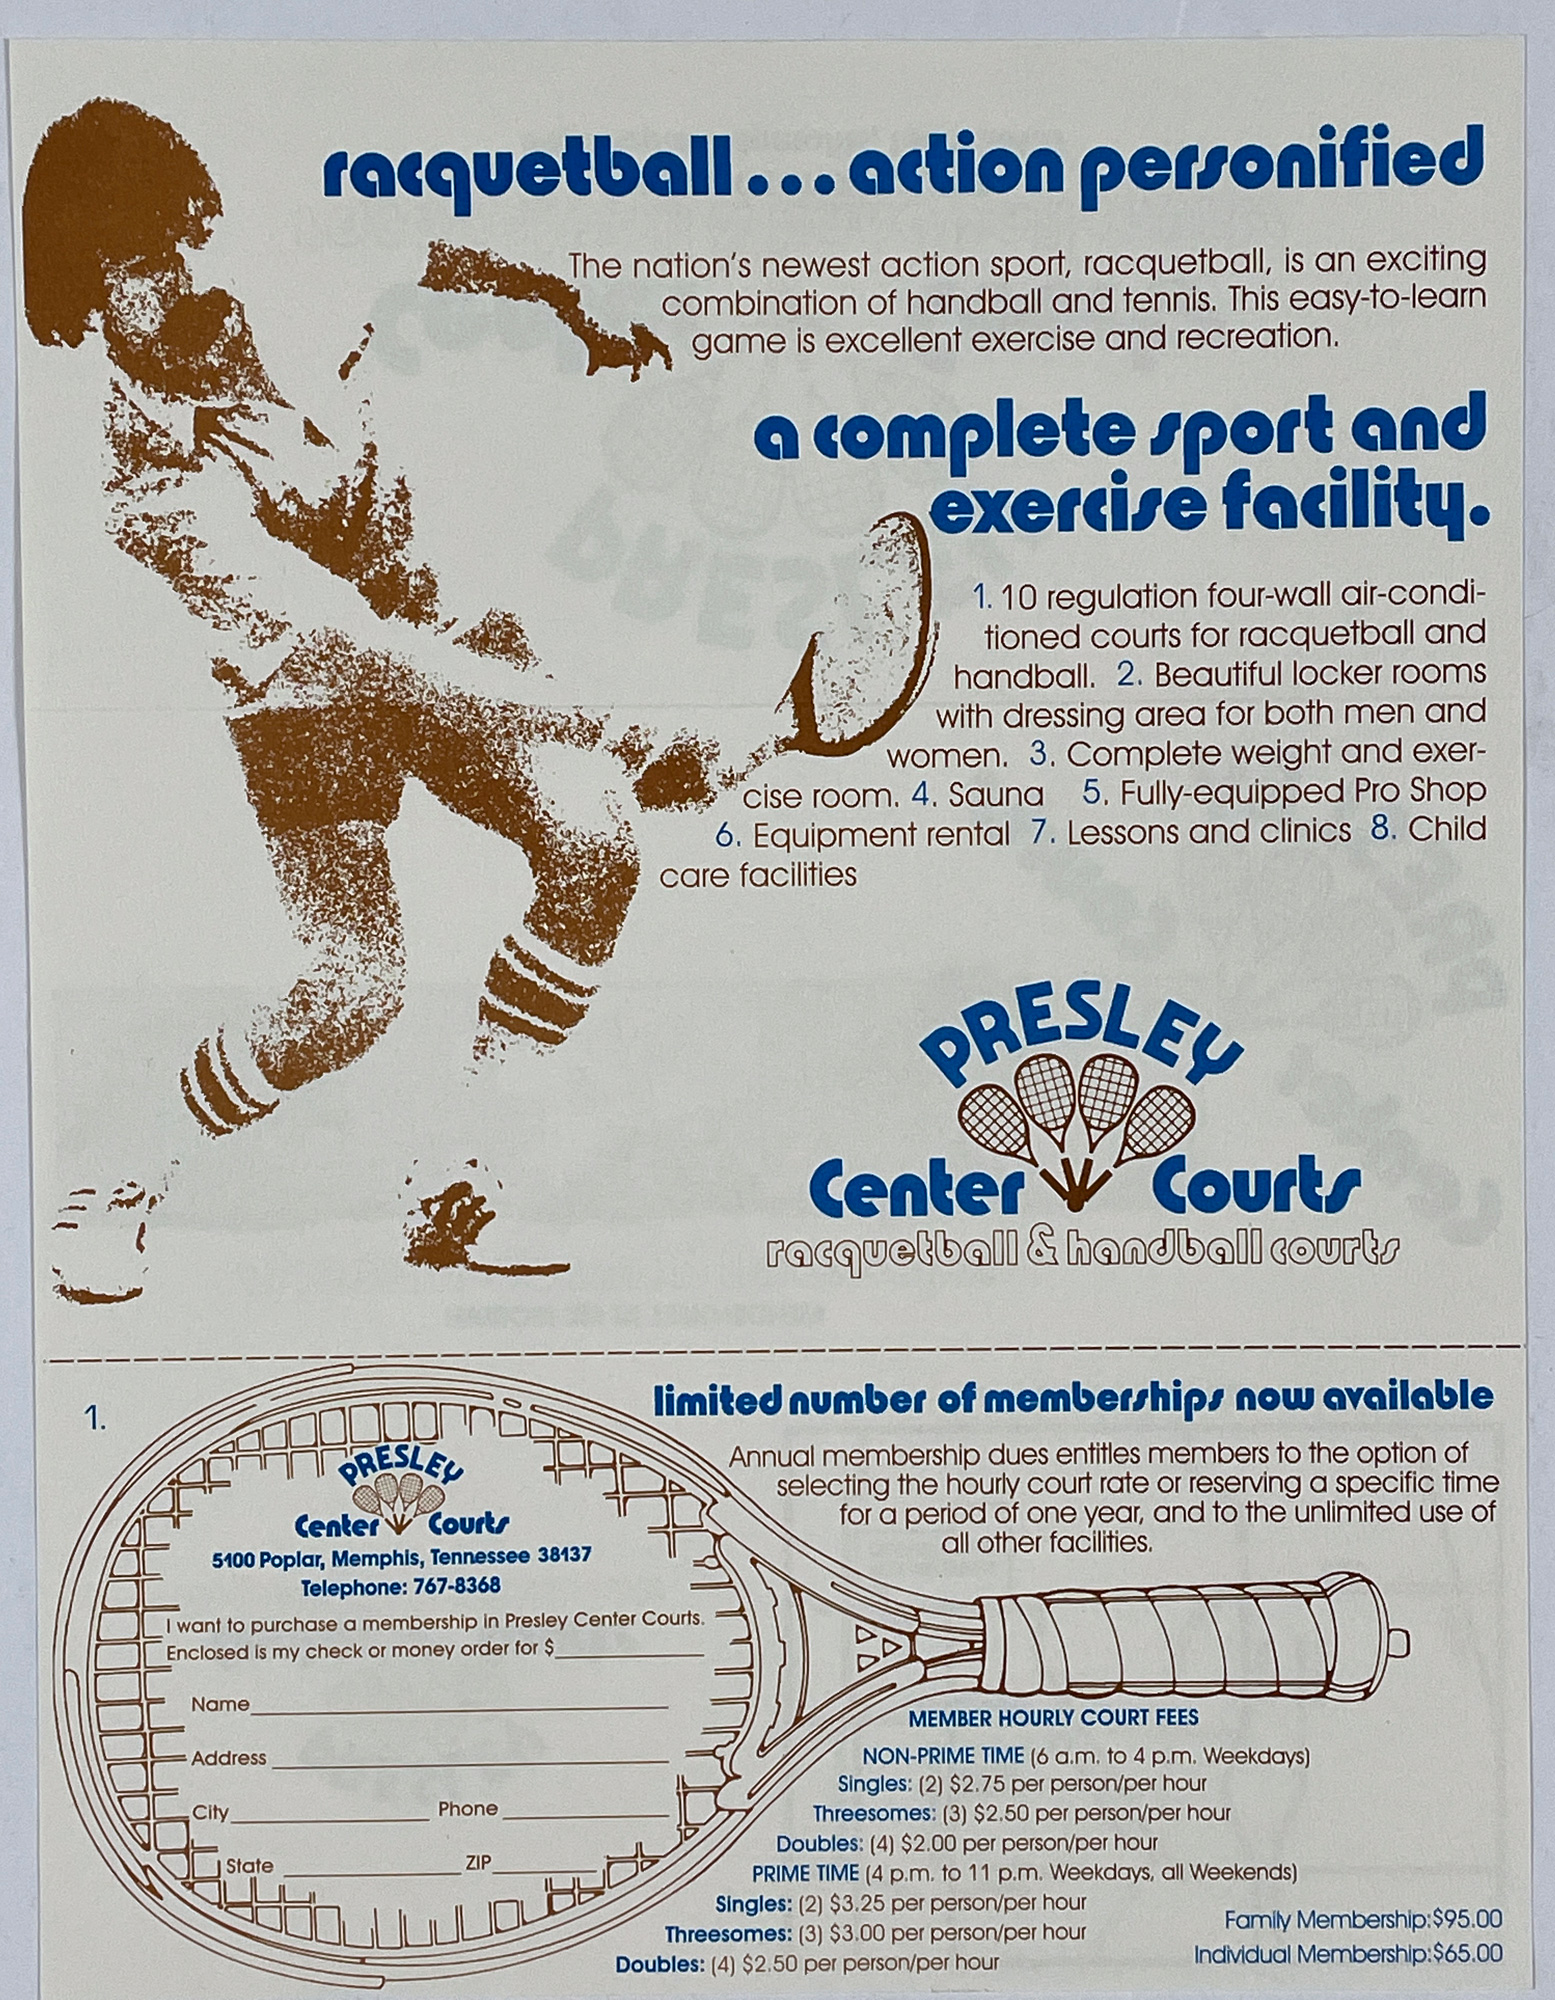 racquetball... action personified
The nation's newest action sport, racquetball, is an exciting
combination of handball and tennis. This easy-to-learn
game is excellent exercise and recreation.
a complete sport and
exercise facility.
1. 10 regulation four-wall air-condi-
tioned courts for racquetball and
handball. 2. Beautiful locker rooms
with dressing area for both men and
women. 3. Complete weight and exer-
cise room. 4. Sauna 5. Fully-equipped Pro Shop
6. Equipment rental 7. Lessons and clinics 8. Child
care facilities
PRESLEY
Center Courts
racquetball & handball courts
1.
limited number of memberships now available
Annual membership dues entitles members to the option of
selecting the hourly court rate or reserving a specific time
for a period of one year, and to the unlimited use of
all other facilities.
PRESLEY
Center Courts
5100 Poplar, Memphis, Tennessee 38137
Telephone: 767-8368
I want to purchase a membership in Presley Center Courts.
Enclosed is my check or money order for $
Name
Address
City Phone
State ZIP
MEMBER HOURLY COURT FEES
NON-PRIME TIME (6 a.m. to 4 p.m. Weekdays)
Singles: (2) $2.75 per person/per hour
Threesomes: (3) $2.50 per person/per hour
Doubles: (4) $2.00 per person/per hour
PRIME TIME (4 p.m. to 11 p.m. Weekdays, all Weekends)
Singles: (2) $3.25 per person/per hour
Threesomes: (3) $3.00 per person/per hour
Doubles: (4) $2.50 per person/per hour
Family Membership:$95.00
Individual Membership:$65.00